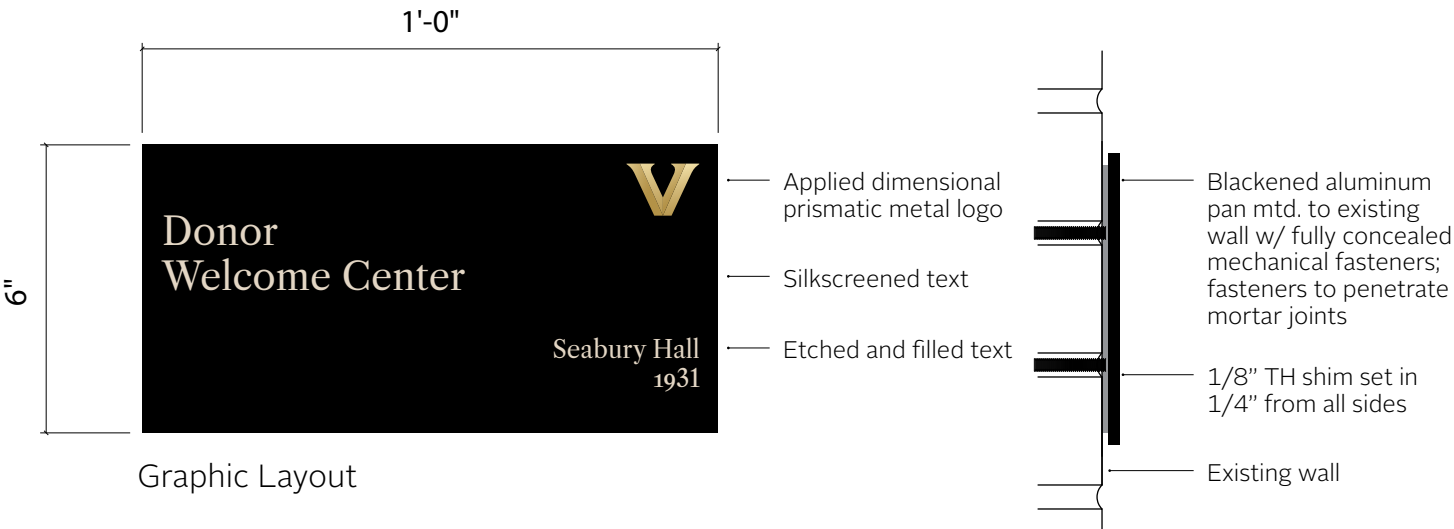 1'-0"
6"
Donor
Welcome Center
Seabury Hall
1931
Applied dimensional
prismatic metal logo
Silkscreened text
Etched and filled text
Graphic Layout
Blackened aluminum
pan mtd. to existing
wall w/ fully concealed
mechanical fasteners;
fasteners to penetrate
mortar joints
1/8” TH shim set in
1/4” from all sides
Existing wall